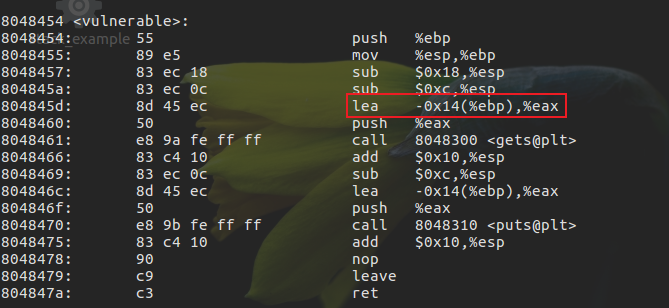 8048454 <vulnerable>:
8048454: 55 push %ebp
8048455: 89 e5 mov %esp,%ebp
8048457: 83 ec 18 sub $0x18,%esp
804845a: 83 ec 0c sub $0xc,%esp
804845d: 8d 45 ec lea -0x14(%ebp),%eax
8048460: 50 push %eax
8048461: e8 9a fe ff ff call 8048300 <gets@plt>
8048466: 83 c4 10 add $0x10,%esp
8048469: 83 ec 0c sub $0xc,%esp
804846c: 8d 45 ec lea -0x14(%ebp),%eax
804846f: 50 push %eax
8048470: e8 9b fe ff ff call 8048310 <puts@plt>
8048475: 83 c4 10 add $0x10,%esp
8048478: 90 nop
8048479: c9 leave
804847a: c3 ret